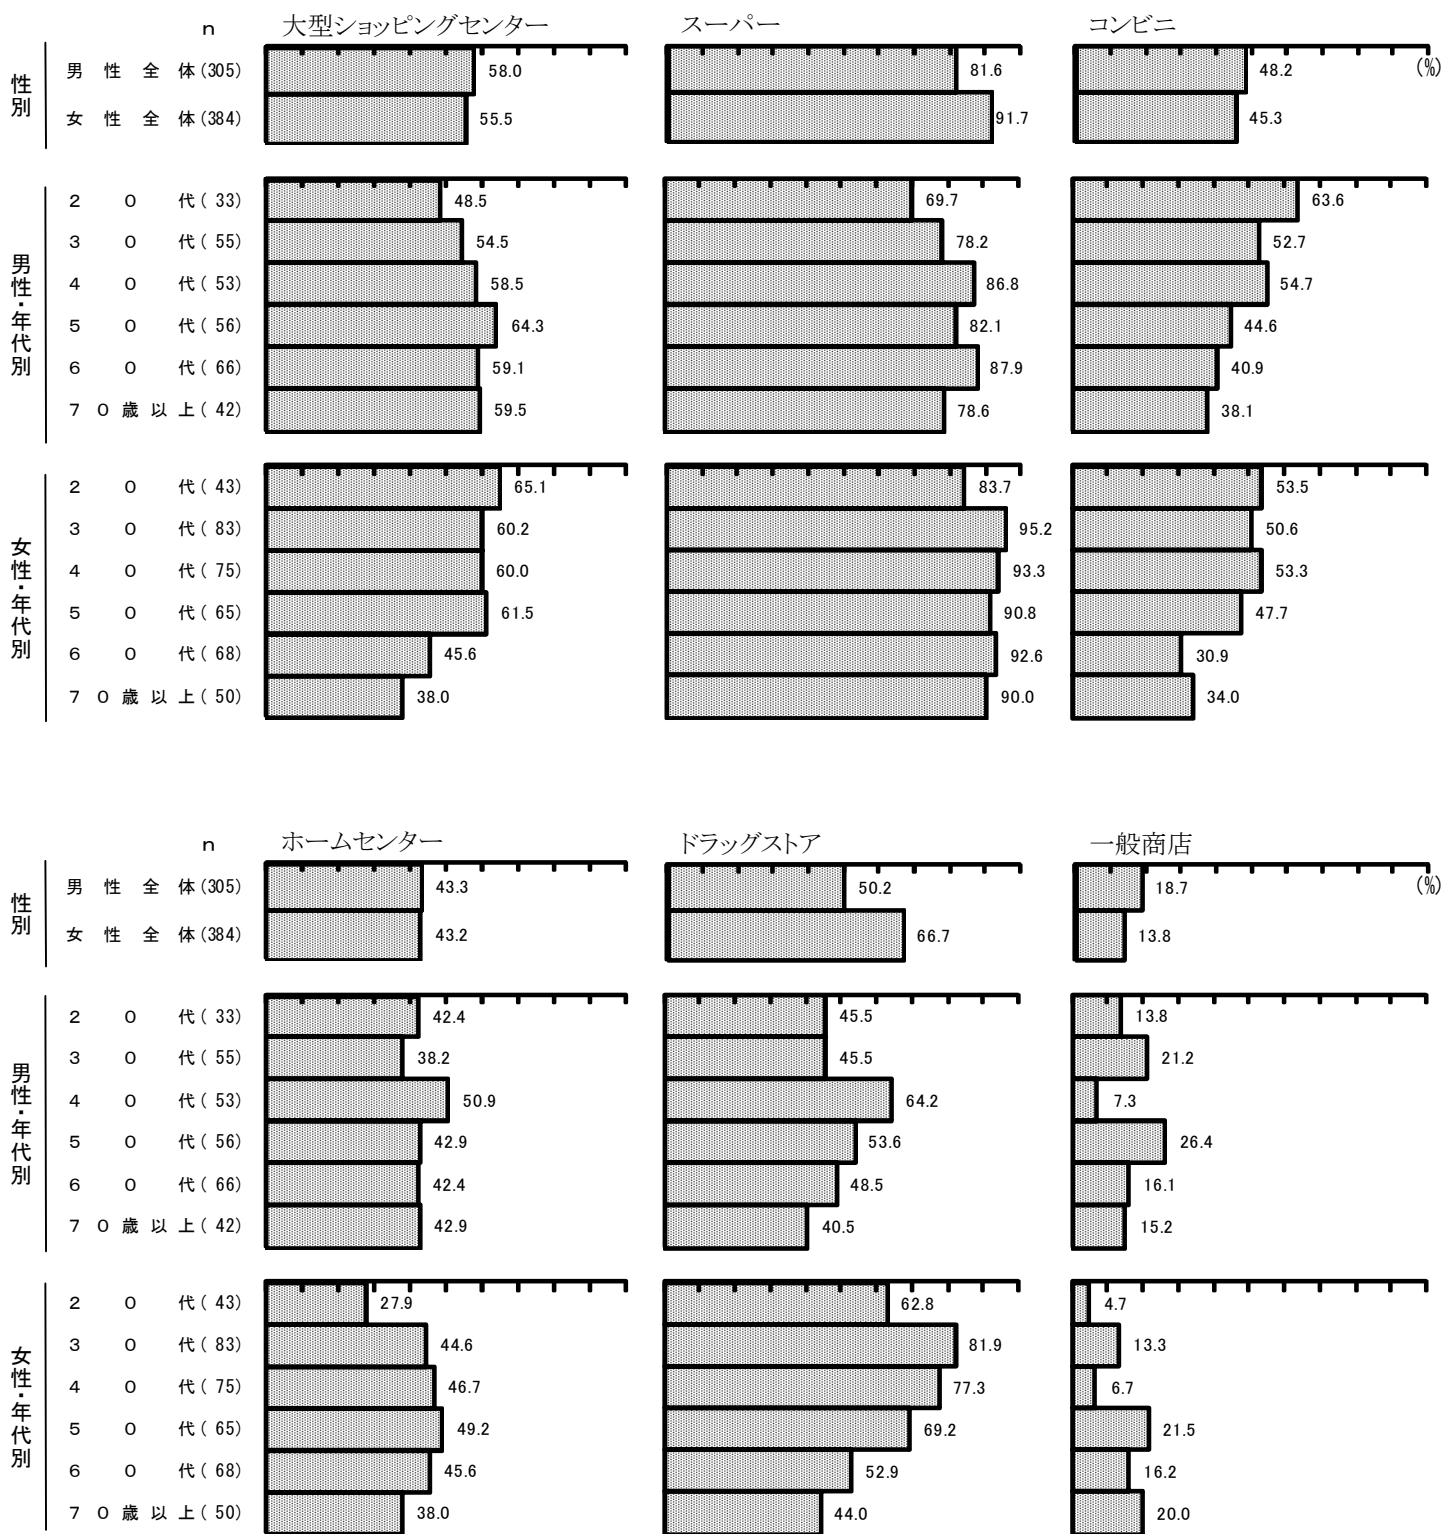 n 大型ショッピングセンター スーパー コンビニ
(%)
性別
男性全体(305) 58.0 81.6 48.2
女性全体(384) 55.5 91.7 45.3
男性・年代別
20代(33) 48.5 69.7 63.6
30代(55) 54.5 78.2 52.7
40代(53) 58.5 86.8 54.7
50代(56) 64.3 82.1 44.6
60代(66) 59.1 87.9 40.9
70歳以上(42) 59.5 78.6 38.1
女性・年代別
20代(43) 65.1 83.7 53.5
30代(83) 60.2 95.2 50.6
40代(75) 60.0 93.3 53.3
50代(65) 61.5 90.8 47.7
60代(68) 45.6 92.6 30.9
70歳以上(50) 38.0 90.0 34.0
n ホームセンター ドラッグストア 一般商店
(%)
性別
男性全体(305) 43.3 50.2 18.7
女性全体(384) 43.2 66.7 13.8
男性・年代別
20代(33) 42.4 45.5 13.8
30代(55) 38.2 45.5 21.2
40代(53) 50.9 64.2 7.3
50代(56) 42.9 53.6 26.4
60代(66) 42.4 48.5 16.1
70歳以上(42) 42.9 40.5 15.2
女性・年代別
20代(43) 27.9 62.8 4.7
30代(83) 44.6 81.9 13.3
40代(75) 46.7 77.3 6.7
50代(65) 49.2 69.2 21.5
60代(68) 45.6 52.9 16.2
70歳以上(50) 38.0 44.0 20.0